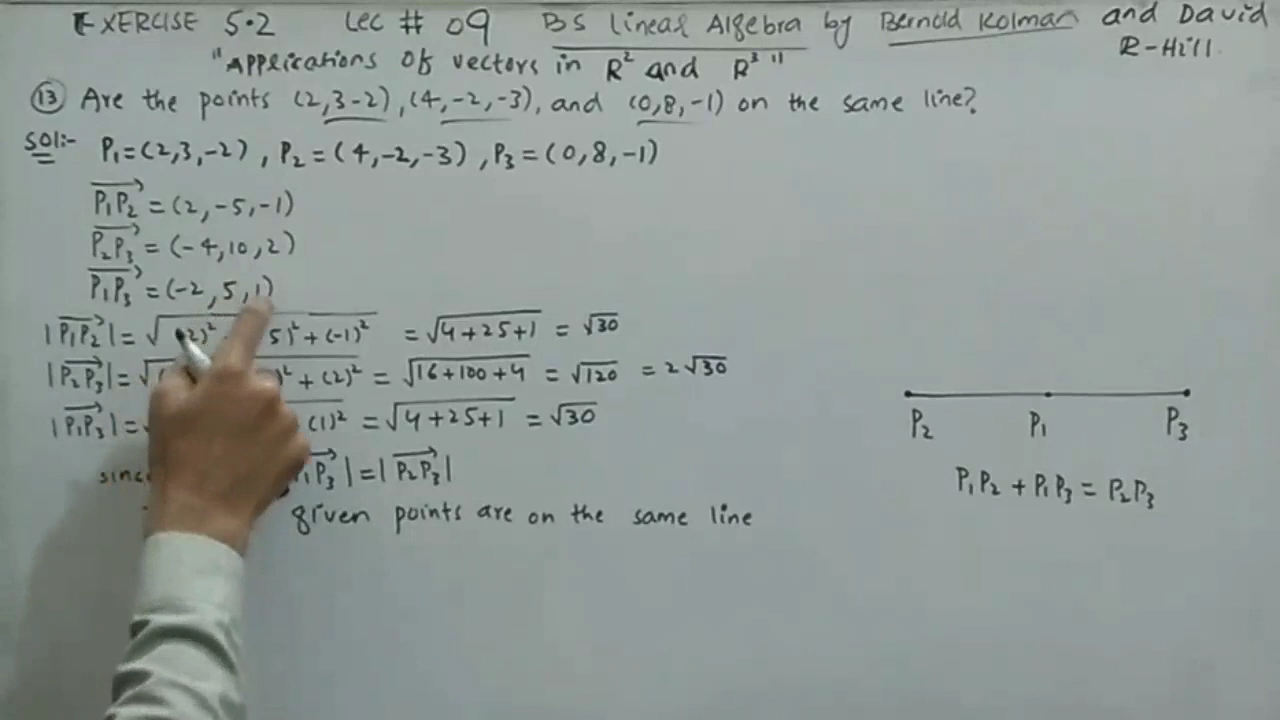 EXERCISE 5.2 Lec # 09 BS Linear Algebra by Bernold Kolman and David R-Hill.
"Applications of vectors in R² and R³"
(13) Are the points (2,3-2), (4,-2,-3), and (0,8,-1) on the same line?
Sol:- P₁=(2,3,-2), P₂=(4,-2,-3), P₃=(0,8,-1)
P₁P₂ = (2,-5,-1)
P₂P₃ = (-4,10,2)
P₁P₃ = (-2,5,1)
|P₁P₂| = √ 2)² 5)²+(-1)² = √4+25+1 = √30
|P₂P₃| = √( )²+(2)² = √16+100+4 = √120 = 2√30
|P₁P₃| = (1)² = √4+25+1 = √30
P₃| = |P₂P₃|
given points are on the same line
P₂ P₁ P₃
P₁P₂ + P₁P₃ = P₂P₃